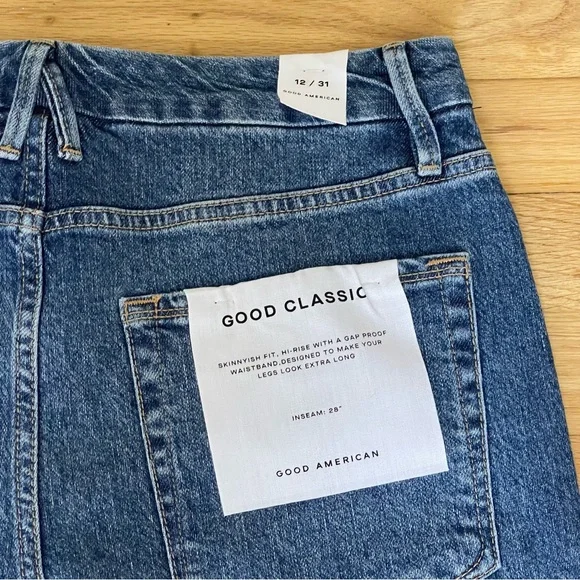 12 / 31
GOOD AMERICAN
GOOD CLASSIC
SKINNYISH FIT, HI-RISE WITH A GAP PROOF
WAISTBAND,DESIGNED TO MAKE YOUR
LEGS LOOK EXTRA LONG
INSEAM: 28"
GOOD AMERICAN